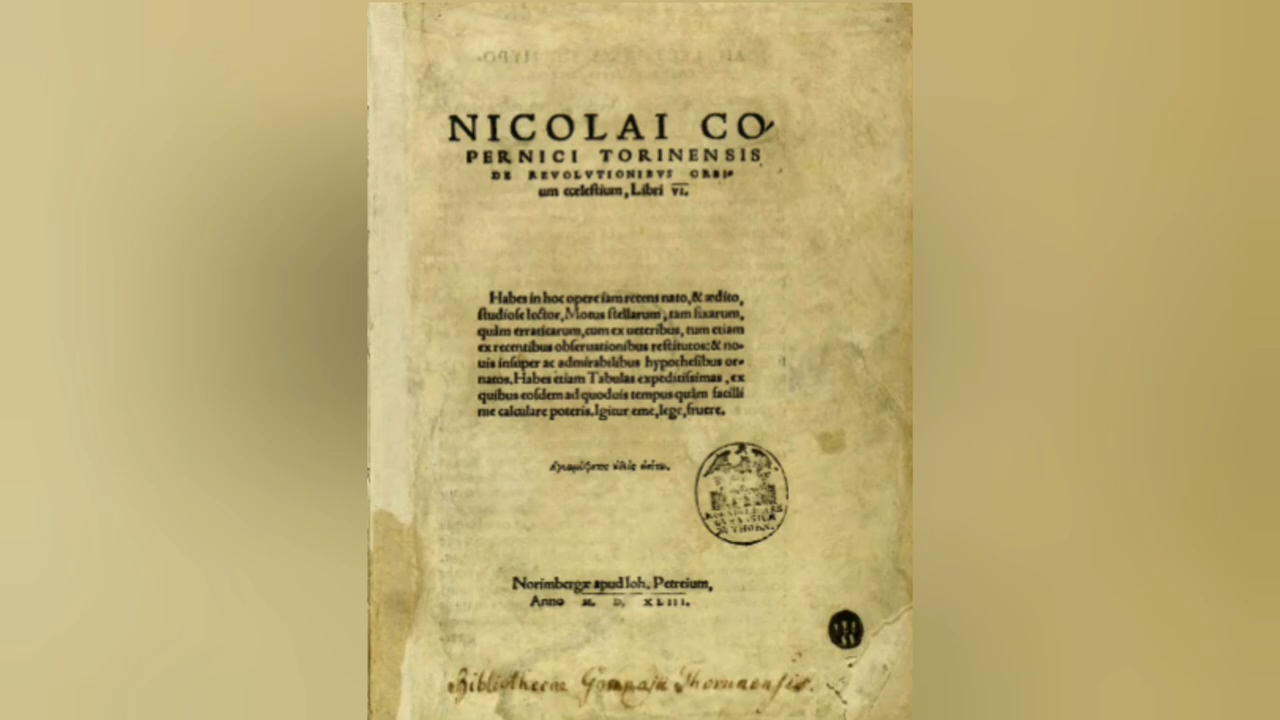 NICOLAI CO
PERNICI TORINENSIS
DE REVOLVTIONIBVS ORBI-
um cœleſtium, Libri VI.
Habes in hoc opere iam recens nato, & ædito,
ſtudioſe lector, Motus ſtellarum, tam fixarum,
quàm erraticarum, cum ex ueteribus, tum etiam
ex recentibus obſeruationibus reſtitutos: & no-
uis inſuper ac admirabilibus hypotheſibus or-
natos. Habes etiam Tabulas expeditiſsimas, ex
quibus eoſdem ad quoduis tempus quàm facilli
me calculare poteris. Igitur eme, lege, fruere.
Norimbergæ apud Ioh. Petreium,
Anno M. D. XLIII.
Bibliothecæ Thorunensis.